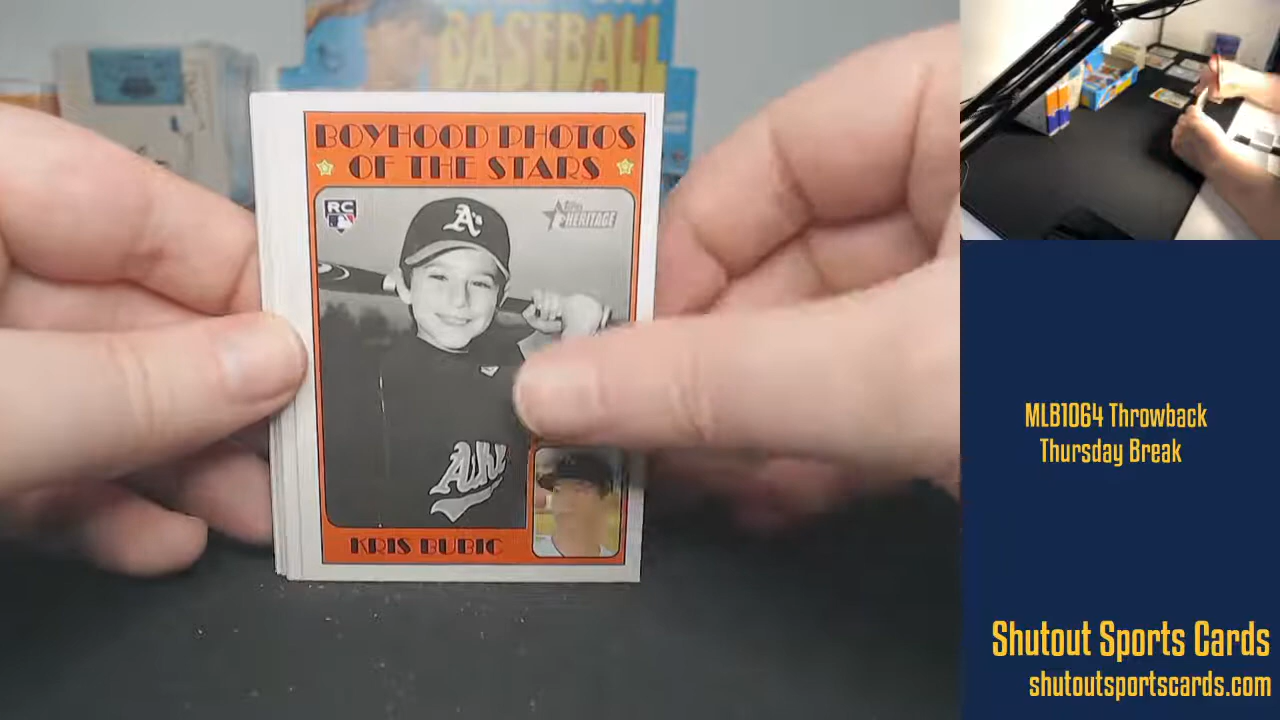 BASEBALL
BOYHOOD PHOTOS
OF THE STARS
RC
Topps
HERITAGE
A's
A's
KRIS BUBIC
MLB1064 Throwback
Thursday Break
Shutout Sports Cards
shutoutsportscards.com